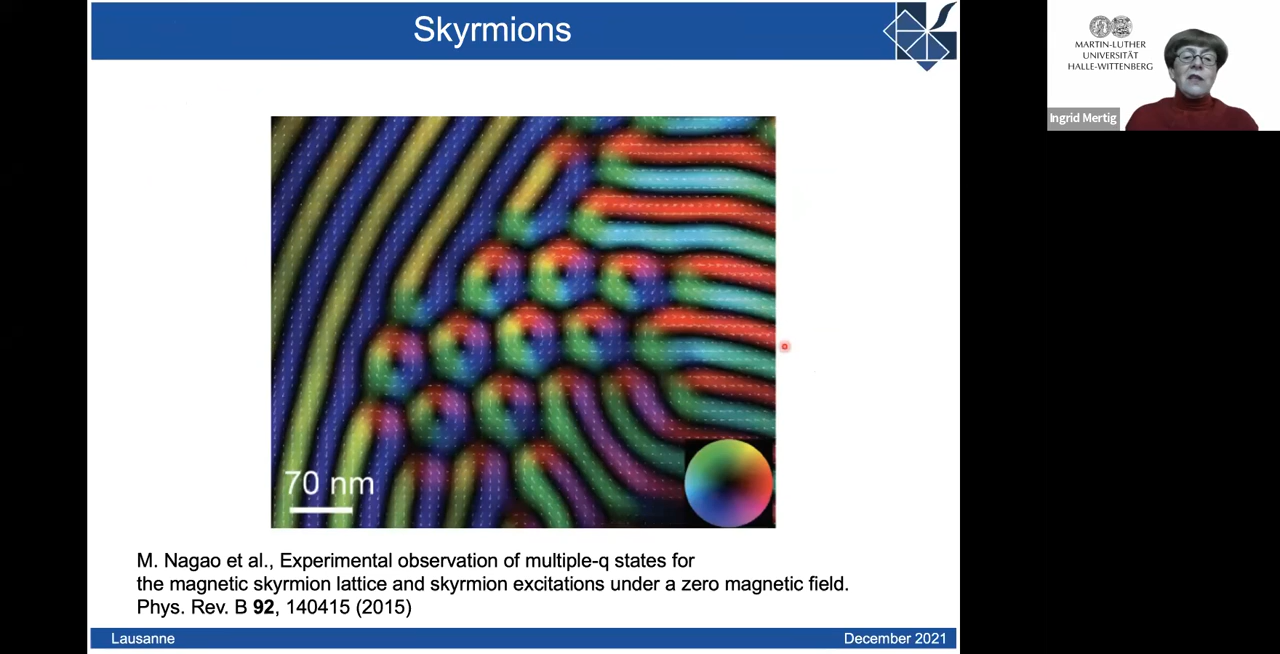 Skyrmions
MARTIN-LUTHER
UNIVERSITÄT
HALLE-WITTENBERG
Ingrid Mertig
70 nm
M. Nagao et al., Experimental observation of multiple-q states for
the magnetic skyrmion lattice and skyrmion excitations under a zero magnetic field.
Phys. Rev. B 92, 140415 (2015)
Lausanne
December 2021